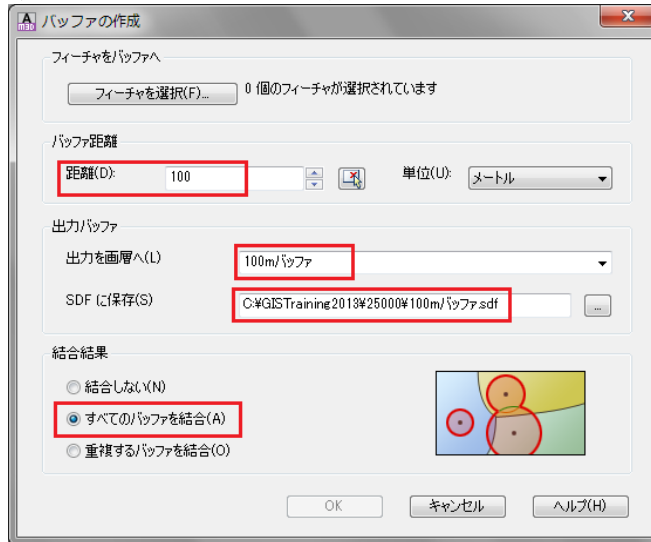 バッファの作成
フィーチャをバッファへ
フィーチャを選択(F)... 0 個のフィーチャが選択されています
バッファ距離
距離(D): 100 単位(U): メートル
出力バッファ
出力を画層へ(L) 100mバッファ
SDF に保存(S) C:¥GISTraining2013¥25000¥100mバッファ.sdf ...
結合結果
結合しない(N)
すべてのバッファを結合(A)
重複するバッファを結合(O)
OK キャンセル ヘルプ(H)